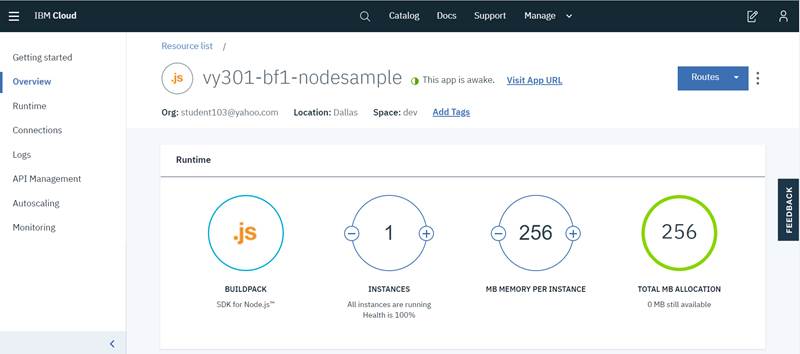 IBM Cloud
Catalog Docs Support Manage
Getting started
Overview
Runtime
Connections
Logs
API Management
Autoscaling
Monitoring
Resource list /
.js vy301-bf1-nodesample This app is awake. Visit App URL Routes
Org: student103@yahoo.com Location: Dallas Space: dev Add Tags
Runtime
.js 1 256 256
BUILDPACK INSTANCES MB MEMORY PER INSTANCE TOTAL MB ALLOCATION
SDK for Node.js™ All instances are running 0 MB still available
Health is 100%
FEEDBACK